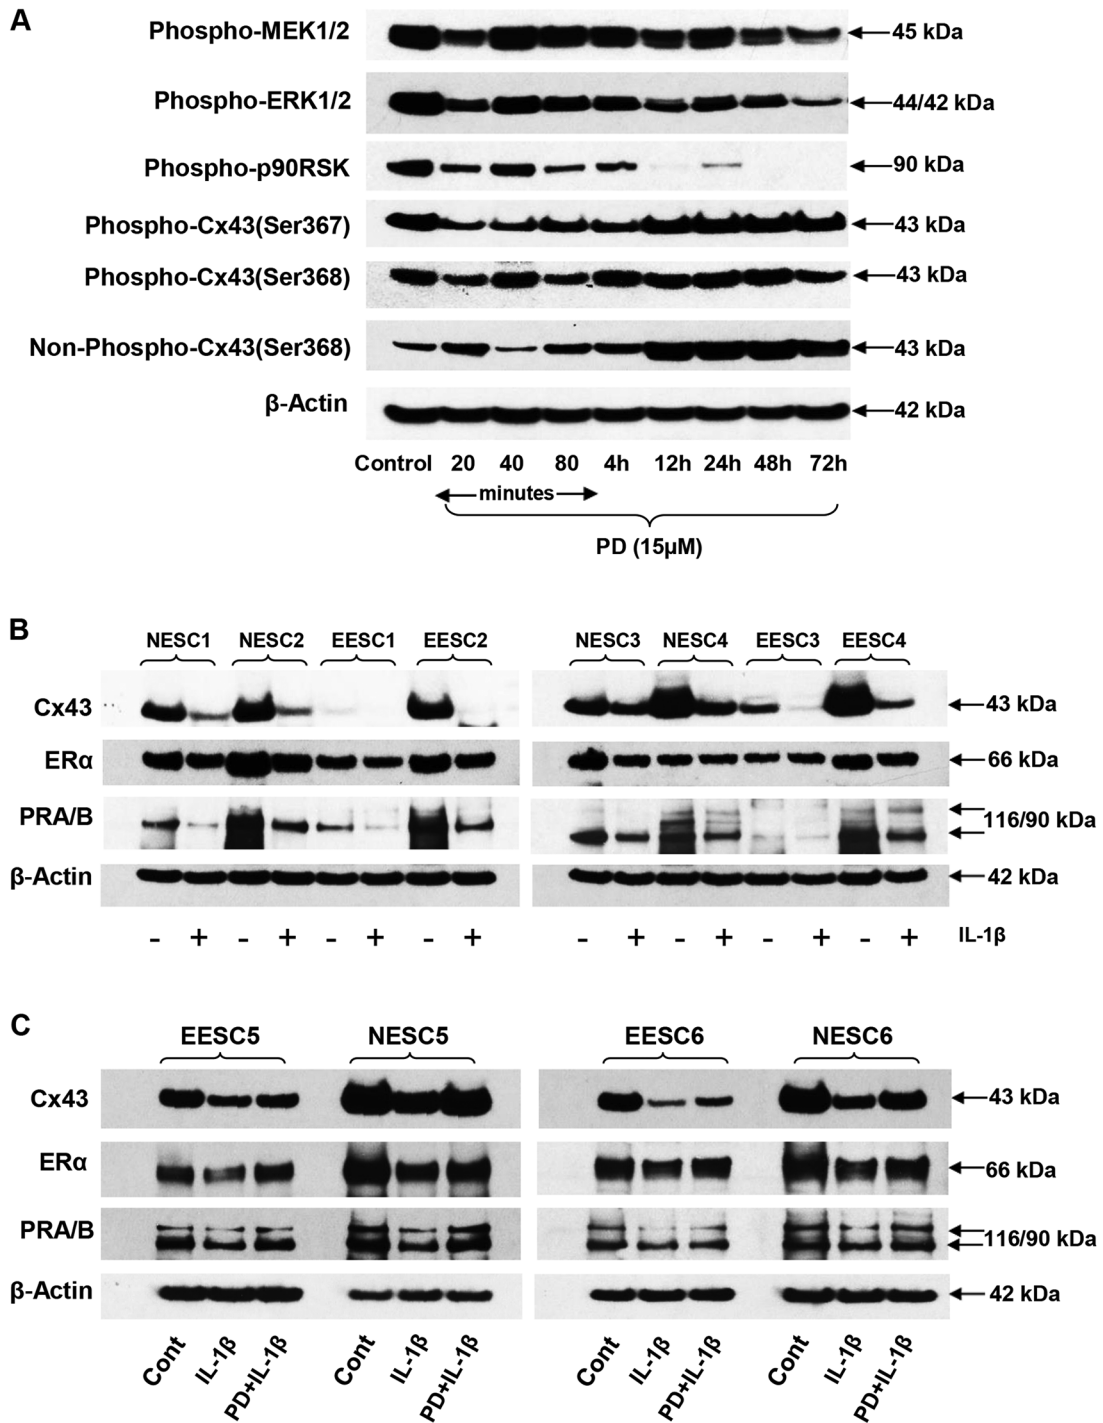 A
Phospho-MEK1/2 45 kDa
Phospho-ERK1/2 44/42 kDa
Phospho-p90RSK 90 kDa
Phospho-Cx43(Ser367) 43 kDa
Phospho-Cx43(Ser368) 43 kDa
Non-Phospho-Cx43(Ser368) 43 kDa
β-Actin 42 kDa
Control 20 40 80 4h 12h 24h 48h 72h
minutes
PD (15µM)
B
NESC1 NESC2 EESC1 EESC2 NESC3 NESC4 EESC3 EESC4
Cx43 43 kDa
ERα 66 kDa
PRA/B 116/90 kDa
β-Actin 42 kDa
- + - + - + - + - + - + - + - + IL-1β
C
EESC5 NESC5 EESC6 NESC6
Cx43 43 kDa
ERα 66 kDa
PRA/B 116/90 kDa
β-Actin 42 kDa
Cont IL-1β PD+IL-1β Cont IL-1β PD+IL-1β Cont IL-1β PD+IL-1β Cont IL-1β PD+IL-1β